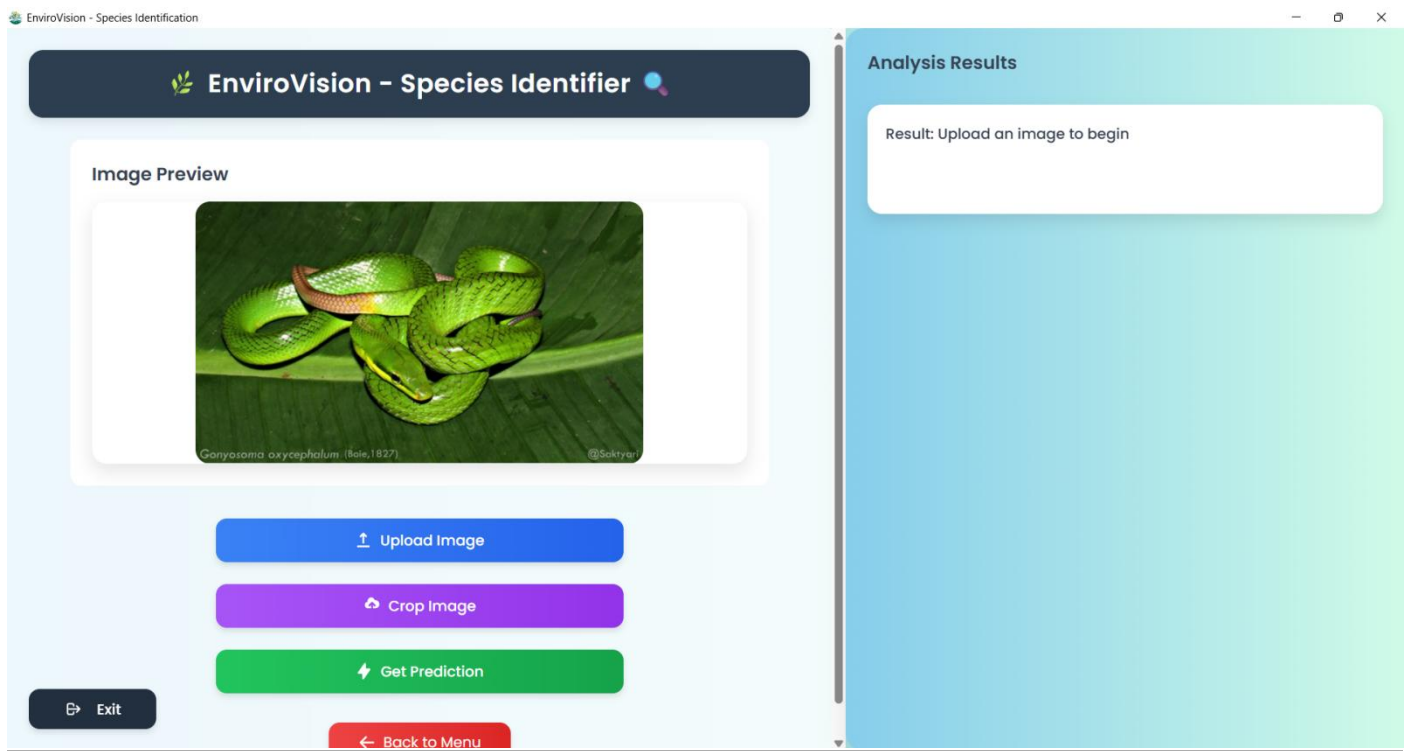 EnviroVision - Species Identification
EnviroVision - Species Identifier
Image Preview
Gonyosoma oxycephalum (Boie,1827)
@Saktyari
Upload Image
Crop Image
Get Prediction
Exit
Back to Menu
Analysis Results
Result: Upload an image to begin